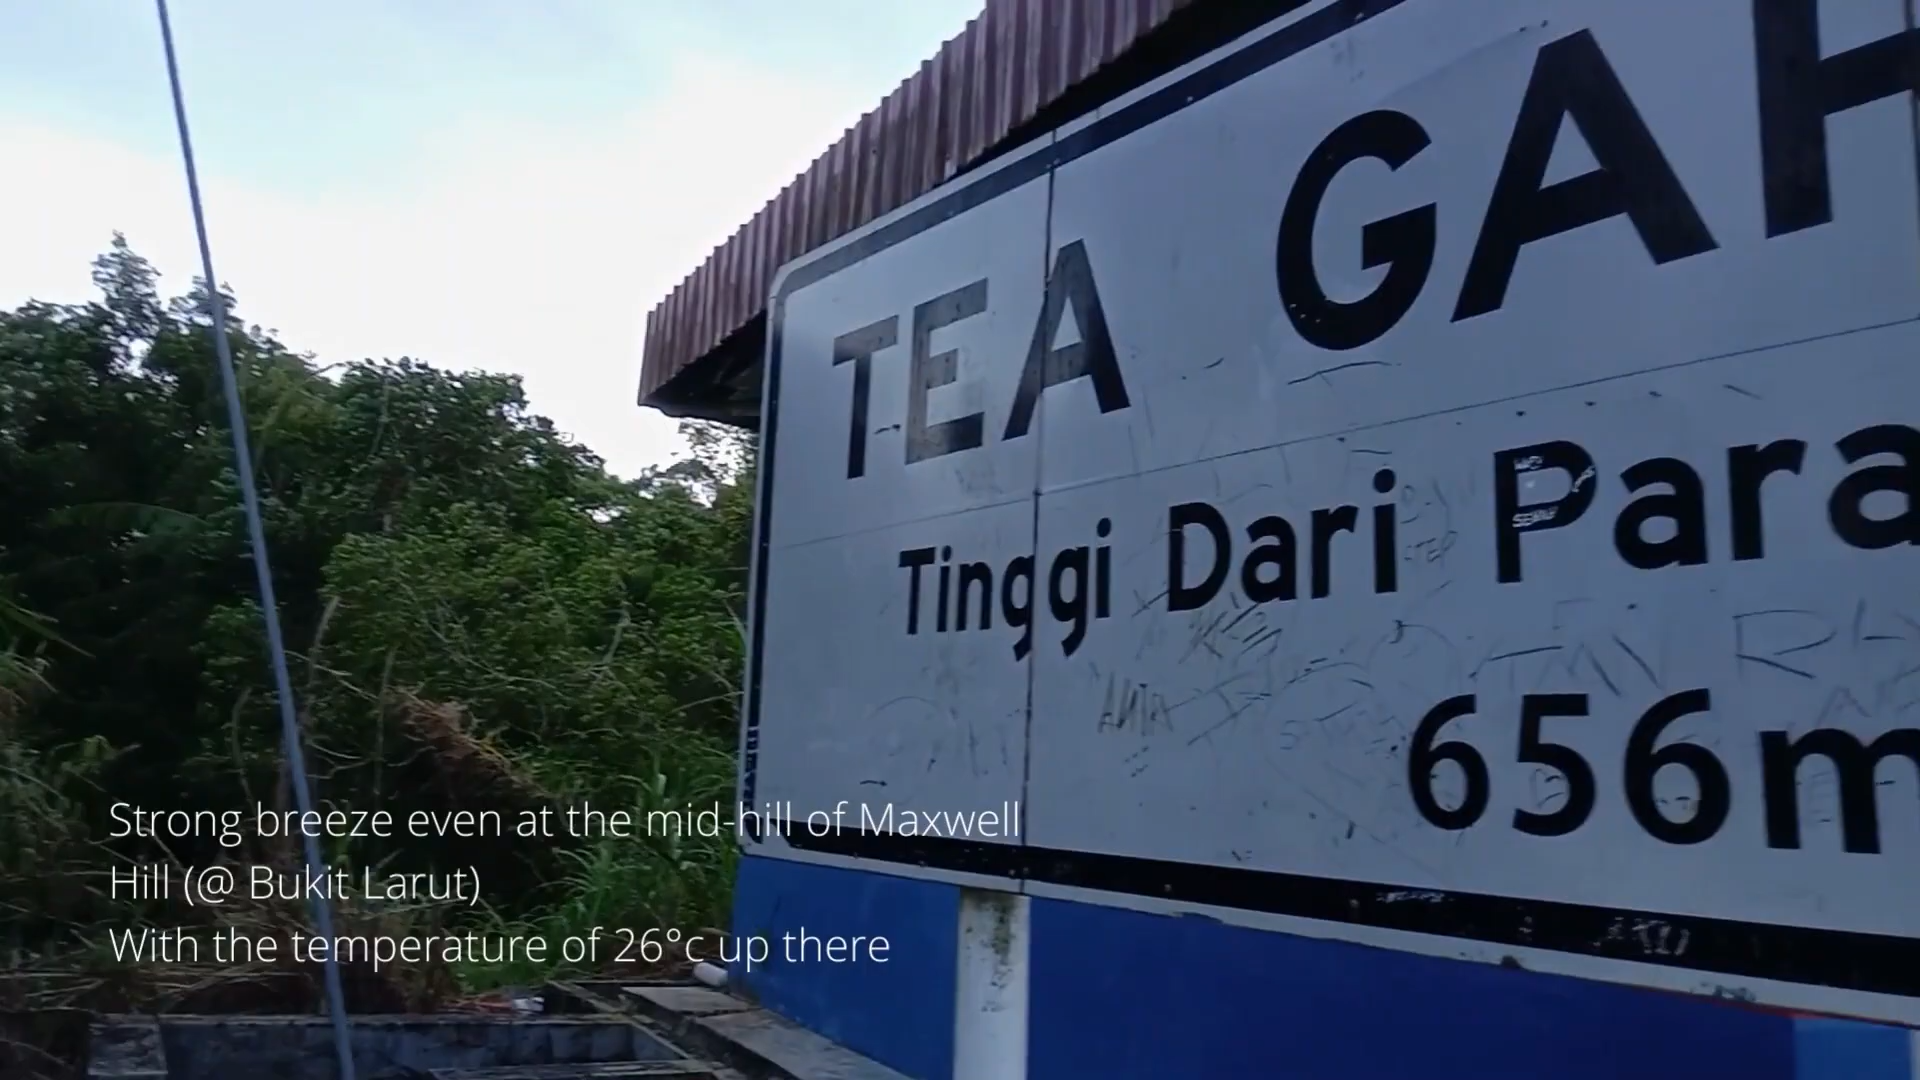 TEA GAH
Tinggi Dari Para
656m
Strong breeze even at the mid-hill of Maxwell
Hill (@ Bukit Larut)
With the temperature of 26°c up there